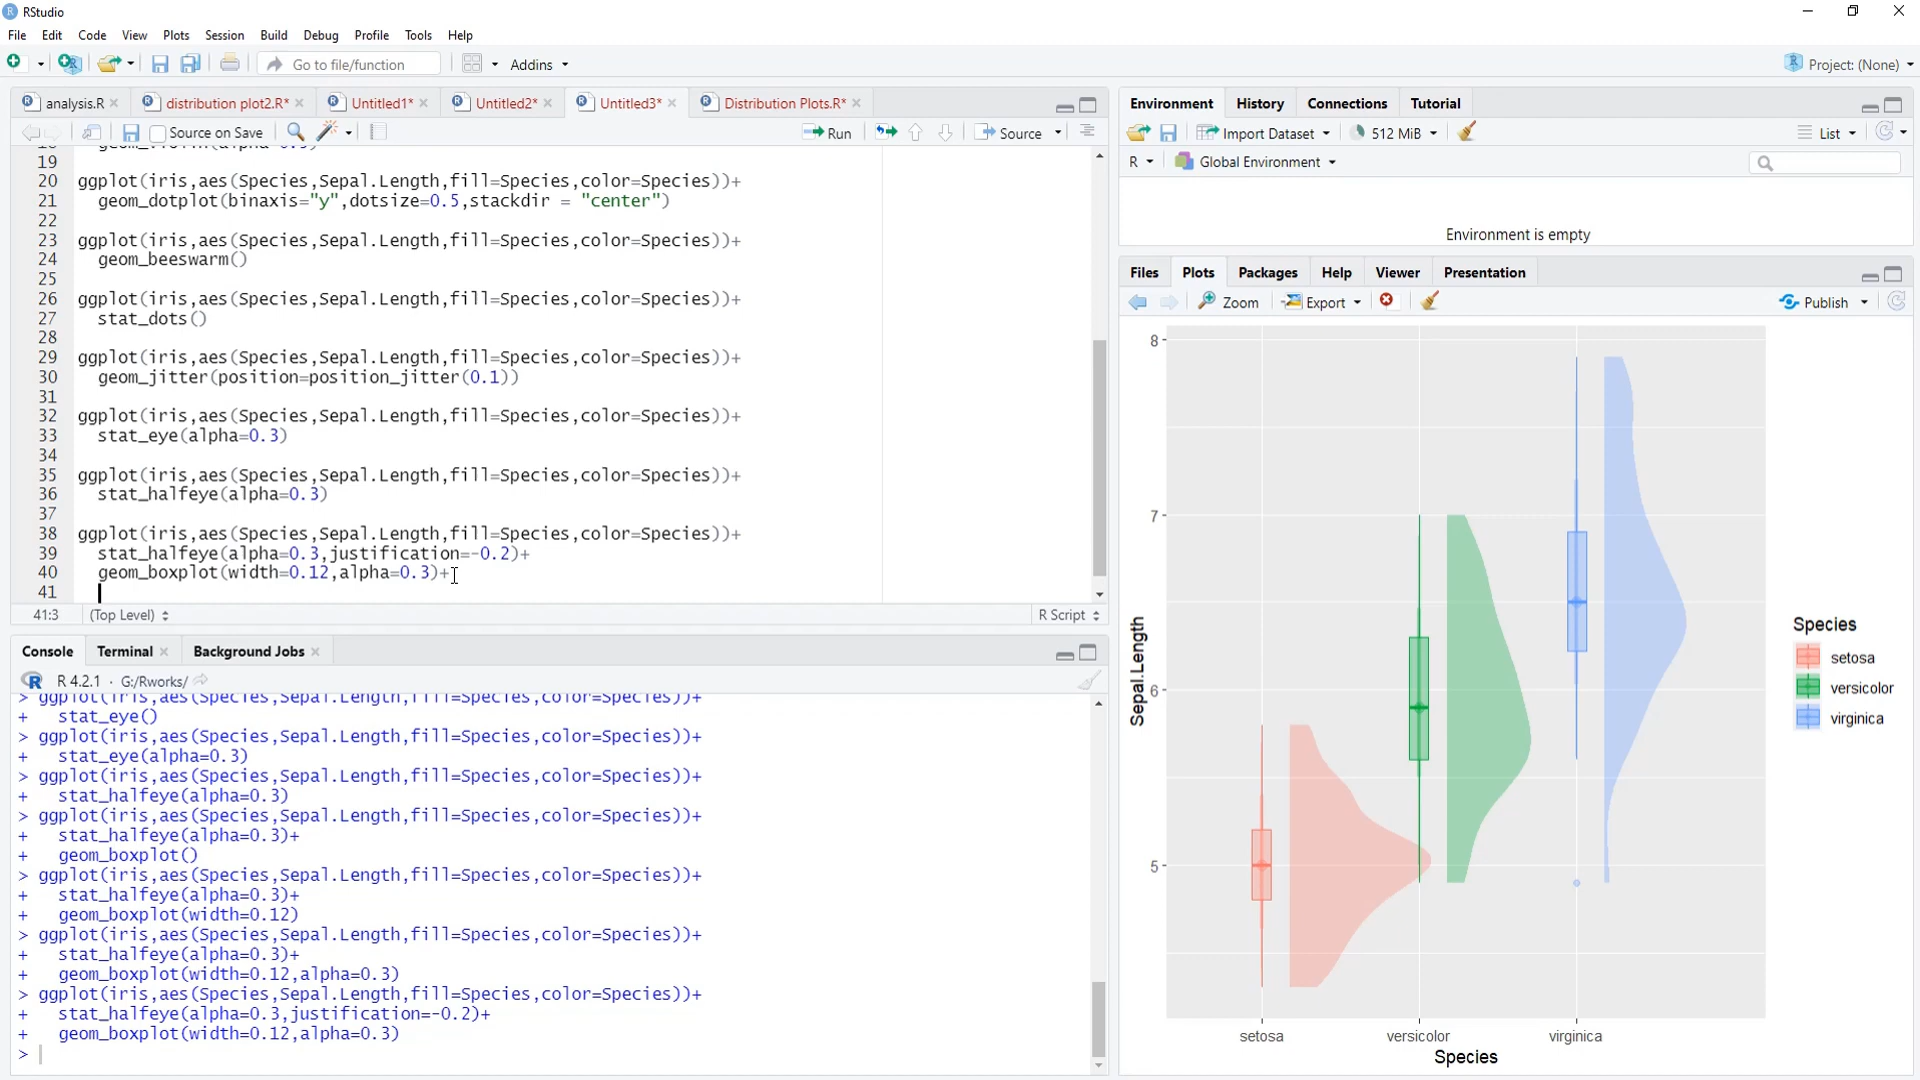 RStudio
File Edit Code View Plots Session Build Debug Profile Tools Help
Go to file/function Addins Project: (None)
analysis.R distribution plot2.R* Untitled1* Untitled2* Untitled3* Distribution Plots.R*
Source on Save Run Source
19
20 ggplot(iris,aes(Species,Sepal.Length,fill=Species,color=Species))+
21 geom_dotplot(binaxis="y",dotsize=0.5,stackdir = "center")
22
23 ggplot(iris,aes(Species,Sepal.Length,fill=Species,color=Species))+
24 geom_beeswarm()
25
26 ggplot(iris,aes(Species,Sepal.Length,fill=Species,color=Species))+
27 stat_dots()
28
29 ggplot(iris,aes(Species,Sepal.Length,fill=Species,color=Species))+
30 geom_jitter(position=position_jitter(0.1))
31
32 ggplot(iris,aes(Species,Sepal.Length,fill=Species,color=Species))+
33 stat_eye(alpha=0.3)
34
35 ggplot(iris,aes(Species,Sepal.Length,fill=Species,color=Species))+
36 stat_halfeye(alpha=0.3)
37
38 ggplot(iris,aes(Species,Sepal.Length,fill=Species,color=Species))+
39 stat_halfeye(alpha=0.3,justification=-0.2)+
40 geom_boxplot(width=0.12,alpha=0.3)+
41
41:3 (Top Level) R Script
Console Terminal Background Jobs
R 4.2.1 · G:/Rworks/
> ggplot(iris,aes(Species,Sepal.Length,fill=Species,color=Species))+
+ stat_eye()
> ggplot(iris,aes(Species,Sepal.Length,fill=Species,color=Species))+
+ stat_eye(alpha=0.3)
> ggplot(iris,aes(Species,Sepal.Length,fill=Species,color=Species))+
+ stat_halfeye(alpha=0.3)
> ggplot(iris,aes(Species,Sepal.Length,fill=Species,color=Species))+
+ stat_halfeye(alpha=0.3)+
+ geom_boxplot()
> ggplot(iris,aes(Species,Sepal.Length,fill=Species,color=Species))+
+ stat_halfeye(alpha=0.3)+
+ geom_boxplot(width=0.12)
> ggplot(iris,aes(Species,Sepal.Length,fill=Species,color=Species))+
+ stat_halfeye(alpha=0.3)+
+ geom_boxplot(width=0.12,alpha=0.3)
> ggplot(iris,aes(Species,Sepal.Length,fill=Species,color=Species))+
+ stat_halfeye(alpha=0.3,justification=-0.2)+
+ geom_boxplot(width=0.12,alpha=0.3)
>
Environment History Connections Tutorial
Import Dataset 512 MiB List
R Global Environment
Environment is empty
Files Plots Packages Help Viewer Presentation
Zoom Export Publish
8
7
6
5
Sepal.Length
setosa versicolor virginica
Species
Species
setosa
versicolor
virginica